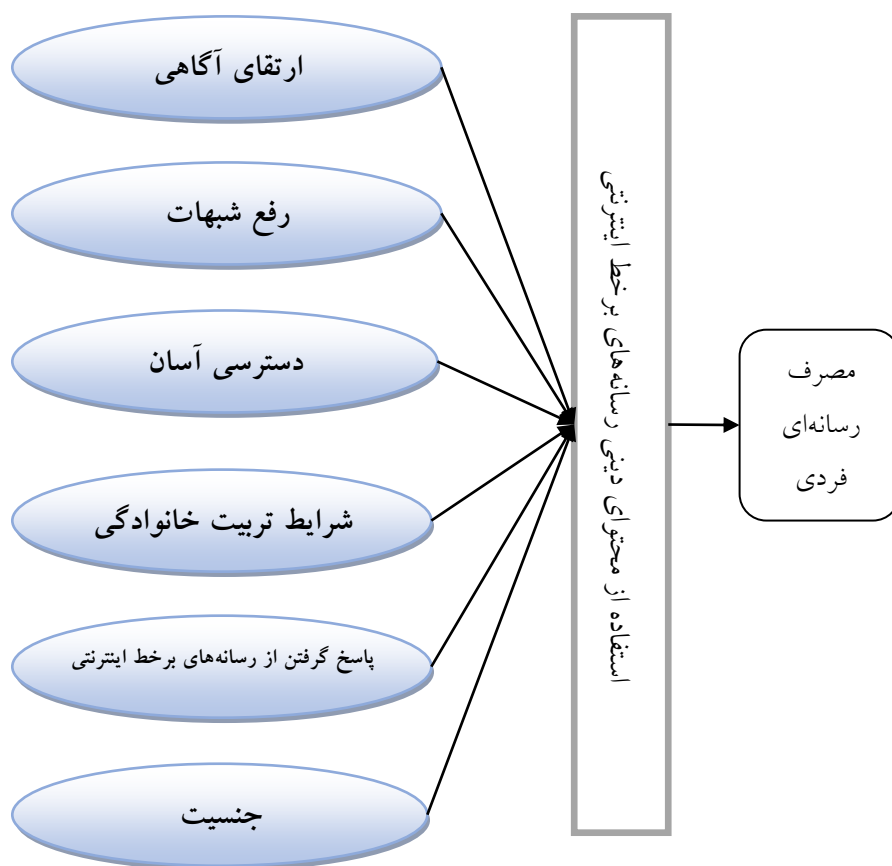 ارتقای آگاهی
رفع شبهات
دسترسی آسان
شرایط تربیت خانوادگی
پاسخ گرفتن از رسانه‌های برخط اینترنتی
جنسیت
استفاده از محتوای دینی رسانه‌های برخط اینترنتی
مصرف
رسانه‌ای
فردی